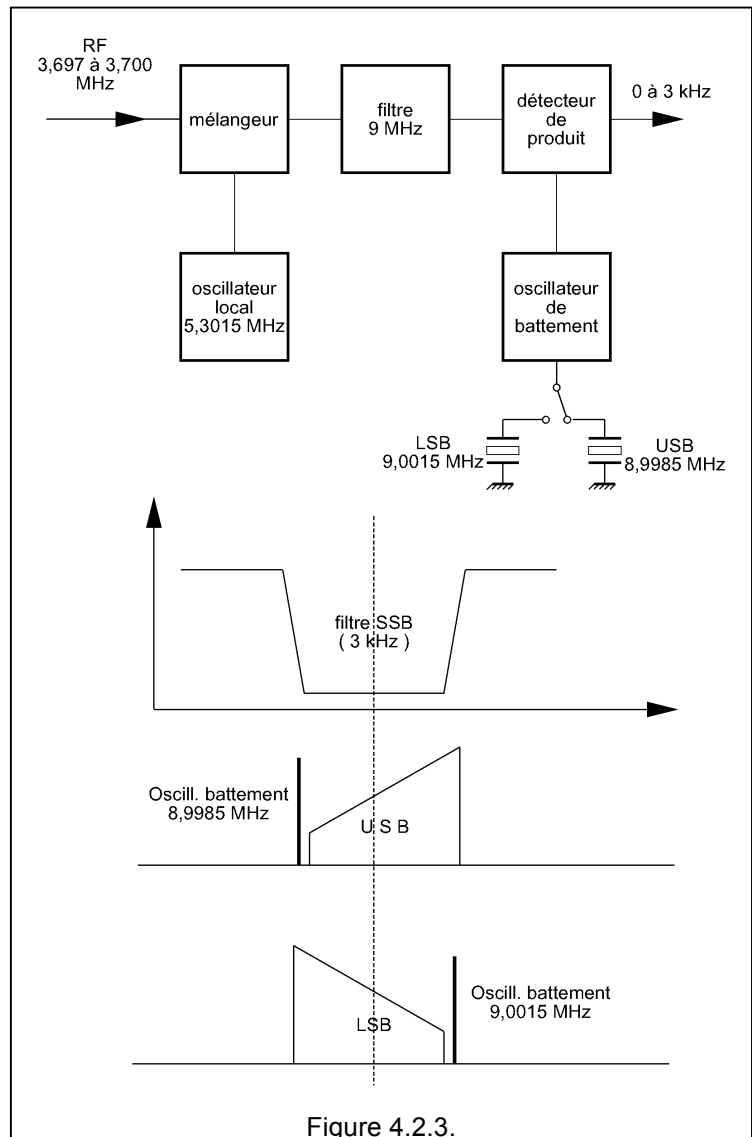 RF
3,697 à 3,700
MHz
mélangeur
filtre
9 MHz
détecteur
de
produit
0 à 3 kHz
oscillateur
local
5,3015 MHz
oscillateur
de
battement
LSB
9,0015 MHz
USB
8,9985 MHz
filtre SSB
( 3 kHz )
Oscill. battement
8,9985 MHz
U S B
LSB
Oscill. battement
9,0015 MHz
Figure 4.2.3.